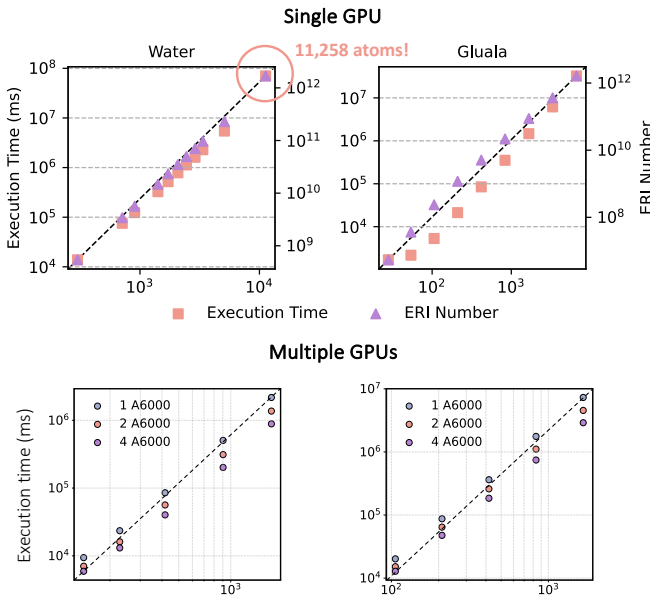 Single GPU
Water
11,258 atoms!
Gluala
Execution Time (ms)
10^8
10^7
10^6
10^5
10^4
10^12
10^11
10^10
10^9
10^3
10^4
10^7
10^6
10^5
10^4
10^12
10^10
10^8
10^2
10^3
ERI Number
Execution Time
ERI Number
Multiple GPUs
Execution time (ms)
10^6
10^5
10^4
10^3
1 A6000
2 A6000
4 A6000
10^7
10^6
10^5
10^4
10^2
10^3
1 A6000
2 A6000
4 A6000